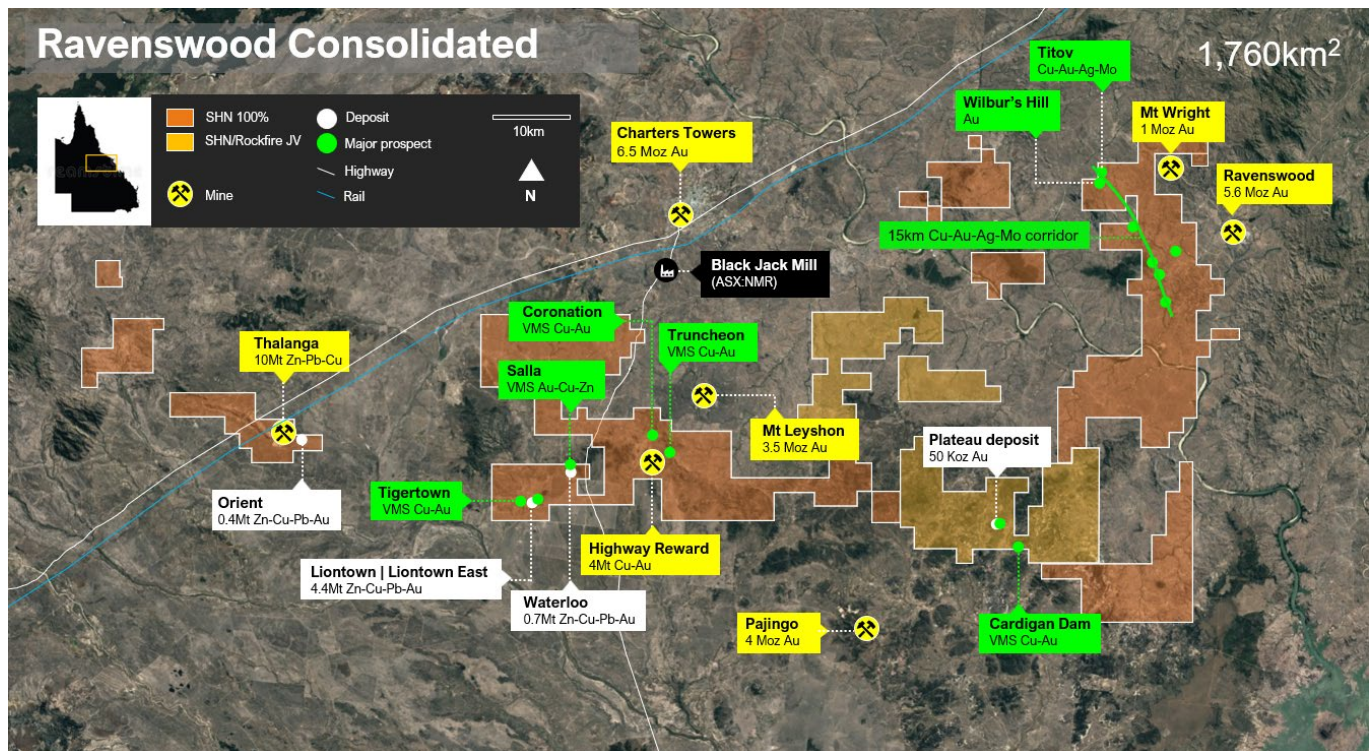 Ravenswood Consolidated
1,760km2
SHN 100%
SHN/Rockfire JV
Mine
Deposit
Major prospect
Highway
Rail
10km
N
Titov
Cu-Au-Ag-Mo
Wilbur's Hill
Au
Mt Wright
1 Moz Au
Ravenswood
5.6 Moz Au
Charters Towers
6.5 Moz Au
15km Cu-Au-Ag-Mo corridor
Black Jack Mill
(ASX:NMR)
Coronation
VMS Cu-Au
Truncheon
VMS Cu-Au
Thalanga
10Mt Zn-Pb-Cu
Salla
VMS Au-Cu-Zn
Mt Leyshon
3.5 Moz Au
Plateau deposit
50 Koz Au
Orient
0.4Mt Zn-Cu-Pb-Au
Tigertown
VMS Cu-Au
Highway Reward
4Mt Cu-Au
Liontown | Liontown East
4.4Mt Zn-Cu-Pb-Au
Waterloo
0.7Mt Zn-Cu-Pb-Au
Pajingo
4 Moz Au
Cardigan Dam
VMS Cu-Au